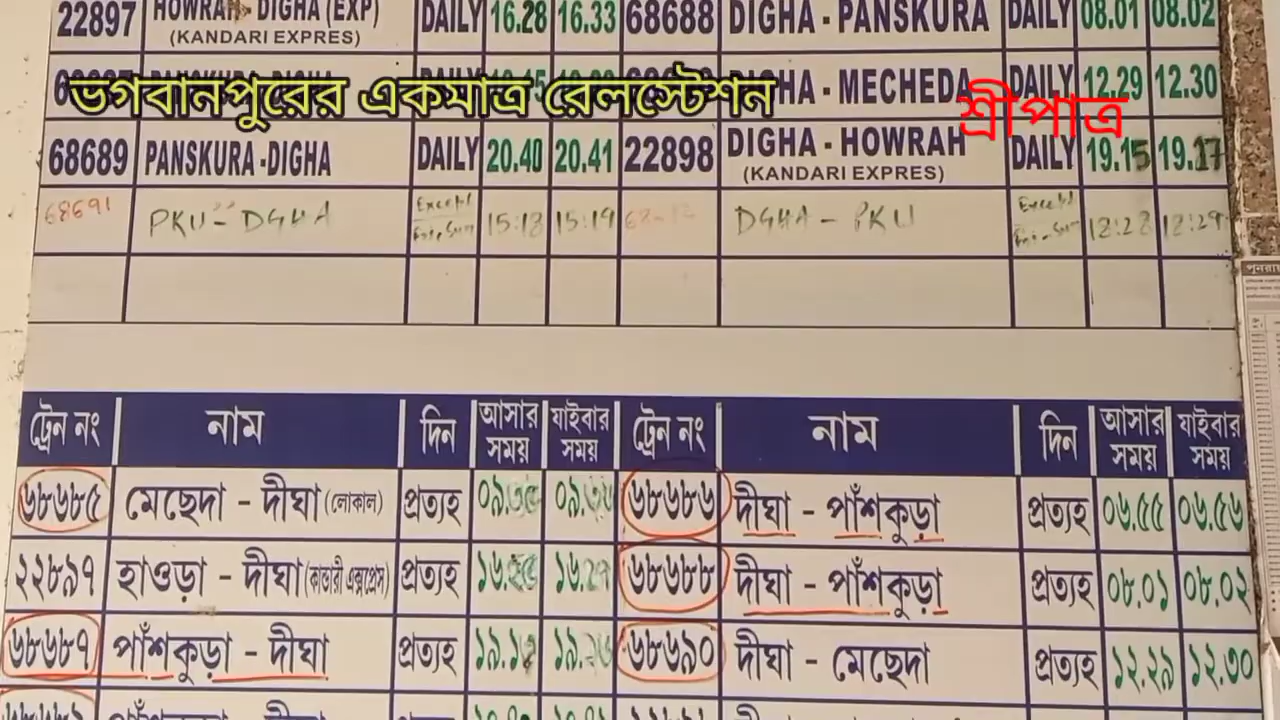 22897 HOWRAH - DIGHA (EXP) DAILY 16.28 16.33 68688 DIGHA - PANSKURA DAILY 08.01 08.02
(KANDARI EXPRES)
ভগবানপুরের একমাত্র রেলস্টেশন
DIGHA - MECHEDA DAILY 12.29 12.30
শ্রীপাত্র
68689 PANSKURA -DIGHA DAILY 20.40 20.41 22898 DIGHA - HOWRAH DAILY 19.15 19.17
(KANDARI EXPRES)
68691 PKU - DGHA Except 15:18 15:19 DGHA - PKU Except 18:28 18:29
ট্রেন নং নাম দিন আসার সময় যাইবার সময় ট্রেন নং নাম দিন আসার সময় যাইবার সময়
৬৮৬৮৫ মেছেদা - দীঘা (লোকাল) প্রত্যহ ৬৮৬৮৬ দীঘা - পাঁশকুড়া প্রত্যহ ০৬.৫৫ ০৬.৫৬
২২৮৯৭ হাওড়া - দীঘা (কান্ডারী এক্সপ্রেস) প্রত্যহ ৬৮৬৮৮ দীঘা - পাঁশকুড়া প্রত্যহ ০৮.০১ ০৮.০২
৬৮৬৮৭ পাঁশকুড়া - দীঘা প্রত্যহ ৬৮৬৯০ দীঘা - মেছেদা প্রত্যহ ১২.২৯ ১২.৩০